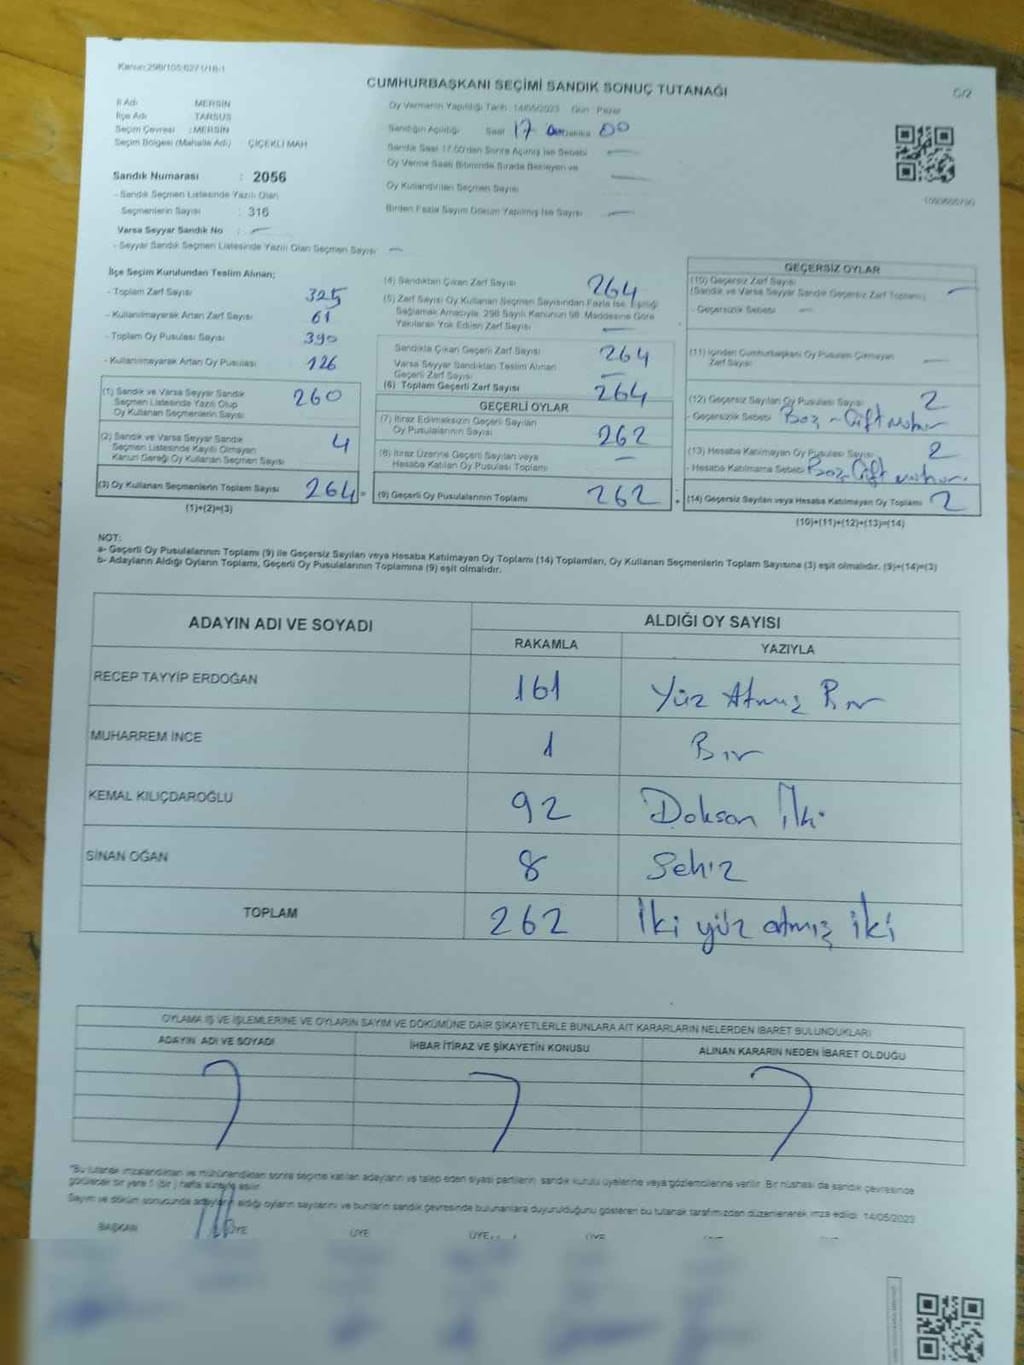 Kanun:298/105;6271/18-1
CUMHURBAŞKANI SEÇİMİ SANDIK SONUÇ TUTANAĞI
C/2
İl Adı MERSİN
İlçe Adı TARSUS
Seçim Çevresi : MERSİN
Seçim Bölgesi (Mahalle Adı) ÇİÇEKLİ MAH
Sandık Numarası : 2056
- Sandık Seçmen Listesinde Yazılı Olan
Seçmenlerin Sayısı : 316
Varsa Seyyar Sandık No : —
- Seyyar Sandık Seçmen Listesinde Yazılı Olan Seçmen Sayısı —
Oy Vermenin Yapıldığı Tarih : 14/05/2023 Gün : Pazar
Sandığın Açıldığı Saat 17 Dakika 00
Sandık Saat 17.00'dan Sonra Açılmış İse Sebebi —
Oy Verme Saati Bitiminde Sırada Bekleyen ve
Oy Kullandırılan Seçmen Sayısı —
Birden Fazla Sayım Döküm Yapılmış İse Sayısı —
İlçe Seçim Kurulundan Teslim Alınan;
- Toplam Zarf Sayısı 325
- Kullanılmayarak Artan Zarf Sayısı 61
- Toplam Oy Pusulası Sayısı 390
- Kullanılmayarak Artan Oy Pusulası 126
(1) Sandık ve Varsa Seyyar Sandık
Seçmen Listesinde Yazılı Olup
Oy Kullanan Seçmenlerin Sayısı 260
(2) Sandık ve Varsa Seyyar Sandık
Seçmen Listesinde Kayıtlı Olmayan
Kanun Gereği Oy Kullanan Seçmen Sayısı 4
(3) Oy Kullanan Seçmenlerin Toplam Sayısı 264 =
(1)+(2)=(3)
(4) Sandıktan Çıkan Zarf Sayısı 264
(5) Zarf Sayısı Oy Kullanan Seçmen Sayısından Fazla İse, Eşitliği
Sağlamak Amacıyla, 298 Sayılı Kanunun 98. Maddesine Göre
Yakılarak Yok Edilen Zarf Sayısı —
Sandıkta Çıkan Geçerli Zarf Sayısı 264
Varsa Seyyar Sandıktan Teslim Alınan
Geçerli Zarf Sayısı —
(6) Toplam Geçerli Zarf Sayısı 264
GEÇERLİ OYLAR
(7) İtiraz Edilmeksizin Geçerli Sayılan
Oy Pusulalarının Sayısı 262
(8) İtiraz Üzerine Geçerli Sayılan veya
Hesaba Katılan Oy Pusulası Toplamı —
(9) Geçerli Oy Pusulalarının Toplamı 262 +
GEÇERSİZ OYLAR
(10) Geçersiz Zarf Sayısı
(Sandık ve Varsa Seyyar Sandık Geçersiz Zarf Toplamı) —
- Geçersizlik Sebebi —
(11) İçinden Cumhurbaşkanı Oy Pusulası Çıkmayan
Zarf Sayısı —
(12) Geçersiz Sayılan Oy Pusulası Sayısı 2
- Geçersizlik Sebebi Boş - Çift mühür
(13) Hesaba Katılmayan Oy Pusulası Sayısı 2
- Hesaba Katılmama Sebebi Boş-Çift mühür.
(14) Geçersiz Sayılan veya Hesaba Katılmayan Oy Toplamı 2
(10)+(11)+(12)+(13)=(14)
NOT:
a- Geçerli Oy Pusulalarının Toplamı (9) ile Geçersiz Sayılan veya Hesaba Katılmayan Oy Toplamı (14) Toplamları, Oy Kullanan Seçmenlerin Toplam Sayısına (3) eşit olmalıdır. (9)+(14)=(3)
b- Adayların Aldığı Oyların Toplamı, Geçerli Oy Pusulalarının Toplamına (9) eşit olmalıdır.
ADAYIN ADI VE SOYADI ALDIĞI OY SAYISI
RAKAMLA YAZIYLA
RECEP TAYYİP ERDOĞAN 161 Yüz Atmış Bir
MUHARREM İNCE 1 Bir
KEMAL KILIÇDAROĞLU 92 Doksan İki
SİNAN OĞAN 8 Sekiz
TOPLAM 262 İki yüz atmış iki
OYLAMA İŞ VE İŞLEMLERİNE VE OYLARIN SAYIM VE DÖKÜMÜNE DAİR ŞİKAYETLERLE BUNLARA AİT KARARLARIN NELERDEN İBARET BULUNDUKLARI
ADAYIN ADI VE SOYADI İHBAR İTİRAZ VE ŞİKAYETİN KONUSU ALINAN KARARIN NEDEN İBARET OLDUĞU
"Bu tutanak imzalandıktan ve mühürlendikten sonra seçime katılan adayların ve talep eden siyasi partilerin, sandık kurulu üyelerine veya gözlemcilerine verilir. Bir nüshası da sandık çevresinde
görülecek bir yere 1 (bir) hafta süreyle asılır.
Sayım ve döküm sonucunda adayların aldığı oyların sayılarını ve bunların sandık çevresinde bulunanlara duyurulduğunu gösteren bu tutanak tarafımızdan düzenlenerek imza edildi. 14/05/2023
BAŞKAN ÜYE ÜYE ÜYE ÜYE